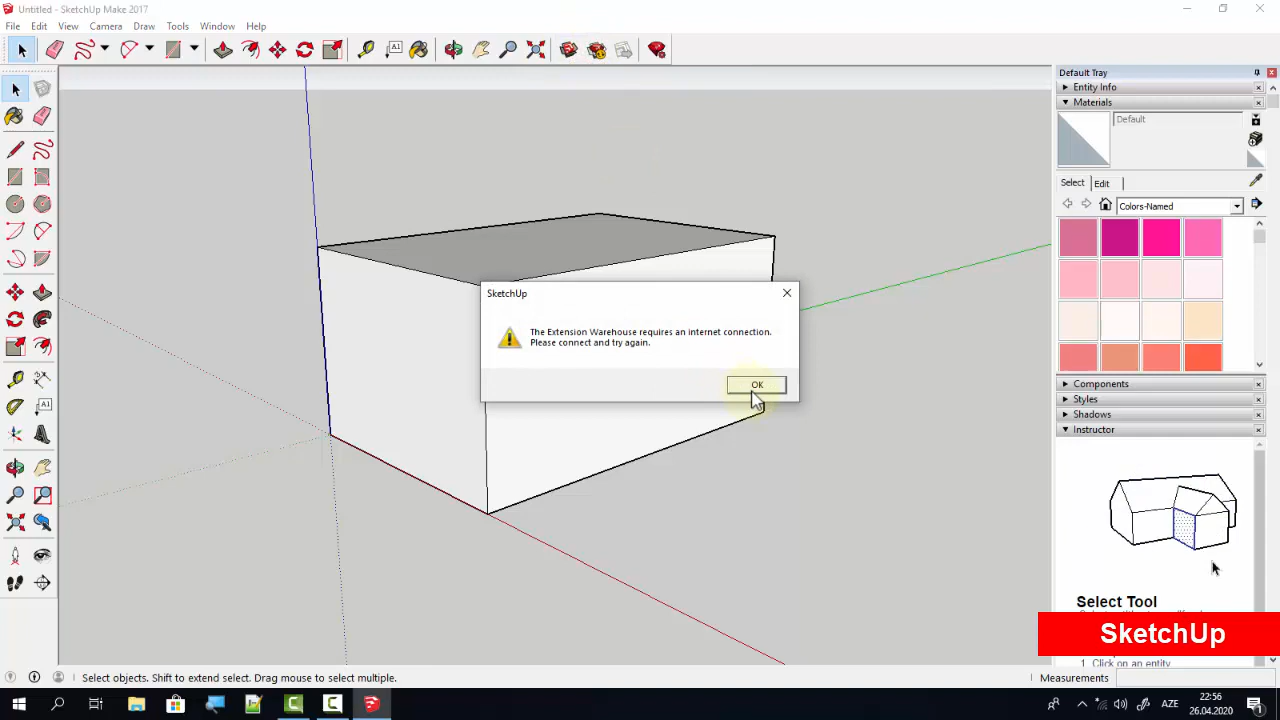 Untitled - SketchUp Make 2017
File Edit View Camera Draw Tools Window Help
A1
Default Tray
Entity Info
Materials
Default
Select Edit
Colors-Named
SketchUp
The Extension Warehouse requires an internet connection.
Please connect and try again.
OK
Components
Styles
Shadows
Instructor
A1
Select Tool
SketchUp
1. Click on an entity
Select objects. Shift to extend select. Drag mouse to select multiple.
Measurements
AZE
22:56
26.04.2020
1